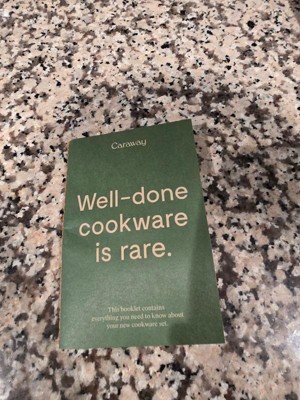 Caraway
Well-done
cookware
is rare.
This booklet contains
everything you need to know about
your new cookware set.